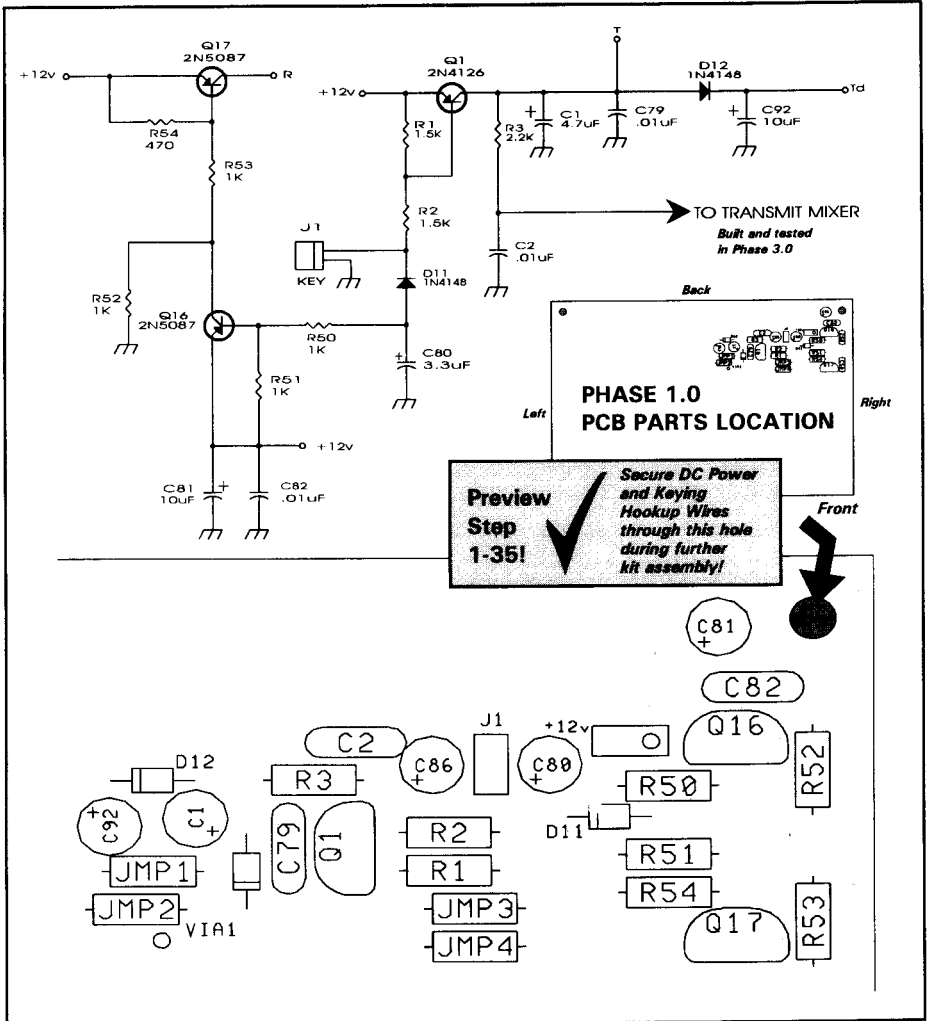 Q17
2N5087
+12v
R
R54
470
R53
1K
R52
1K
Q16
2N5087
R50
1K
R51
1K
+12v
C81
10uF
+
C82
.01uF
T
Q1
2N4126
+12v
R1
1.5K
R2
1.5K
J1
KEY
D11
1N4148
+
C80
3.3uF
R3
2.2K
+
C1
4.7uF
C79
.01uF
D12
1N4148
+
C92
10uF
Td
TO TRANSMIT MIXER
Built and tested
in Phase 3.0
C2
.01uF
Back
Left
PHASE 1.0
PCB PARTS LOCATION
Right
Front
Preview
Step
1-35!
Secure DC Power
and Keying
Hookup Wires
through this hole
during further
kit assembly!
C81
+
C82
J1
+12v
Q16
C2
C86
+
C80
+
R52
D12
R3
R50
C92
+
C1
+
C79
Q1
R2
D11
JMP1
R1
R51
JMP2
JMP3
R54
VIA1
JMP4
Q17
R53